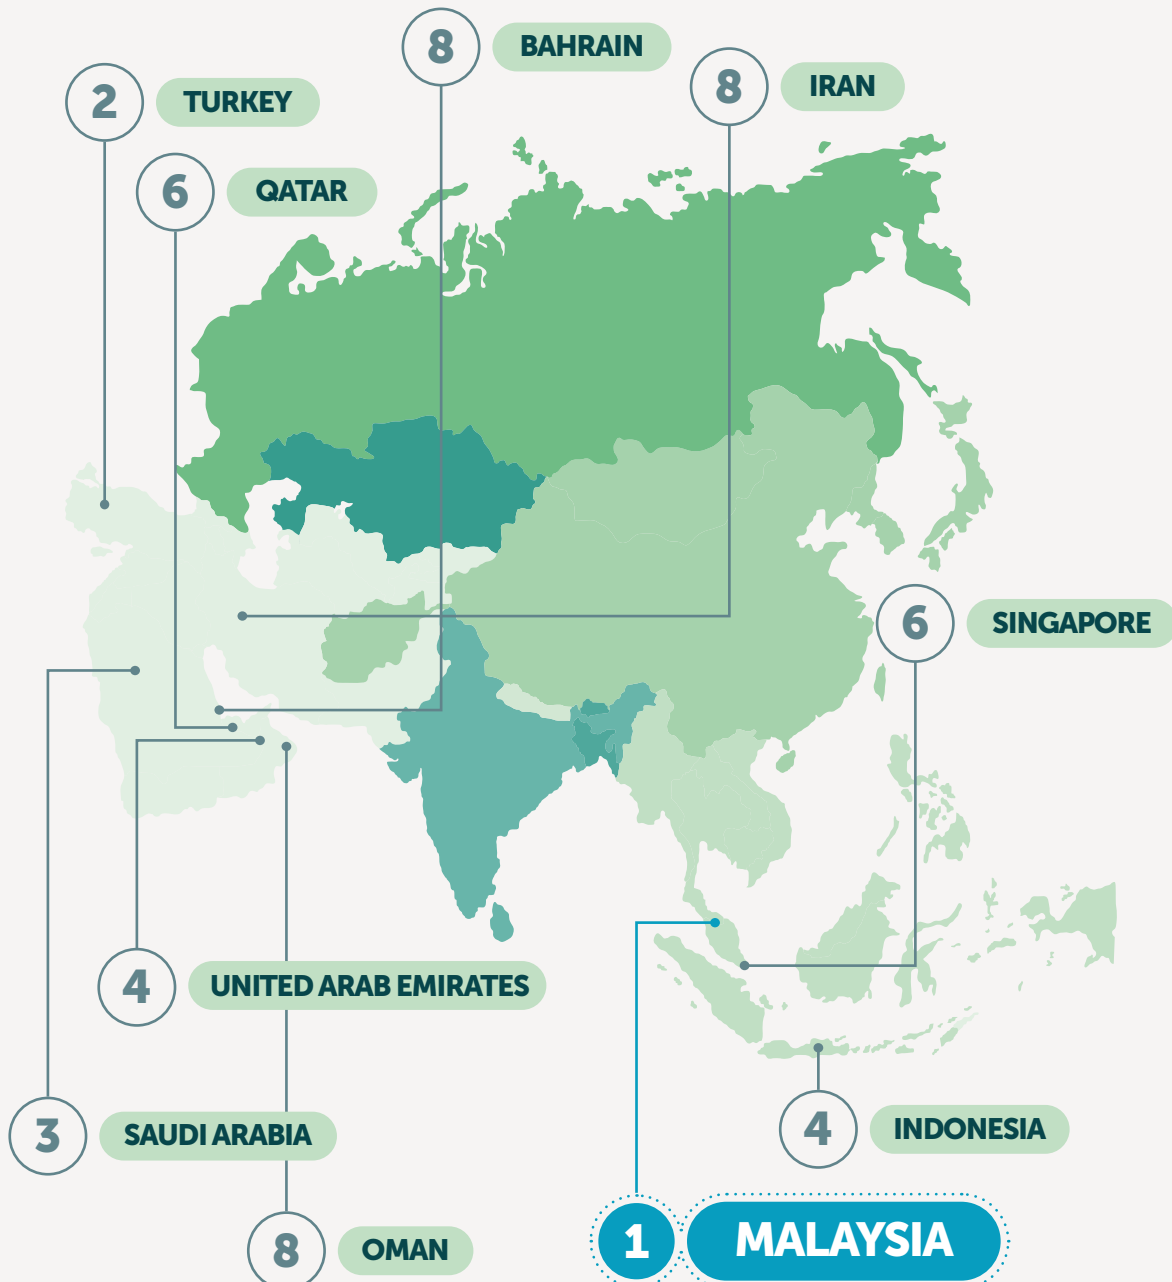 8 BAHRAIN
8 IRAN
2 TURKEY
6 QATAR
6 SINGAPORE
4 UNITED ARAB EMIRATES
3 SAUDI ARABIA
4 INDONESIA
8 OMAN
1 MALAYSIA